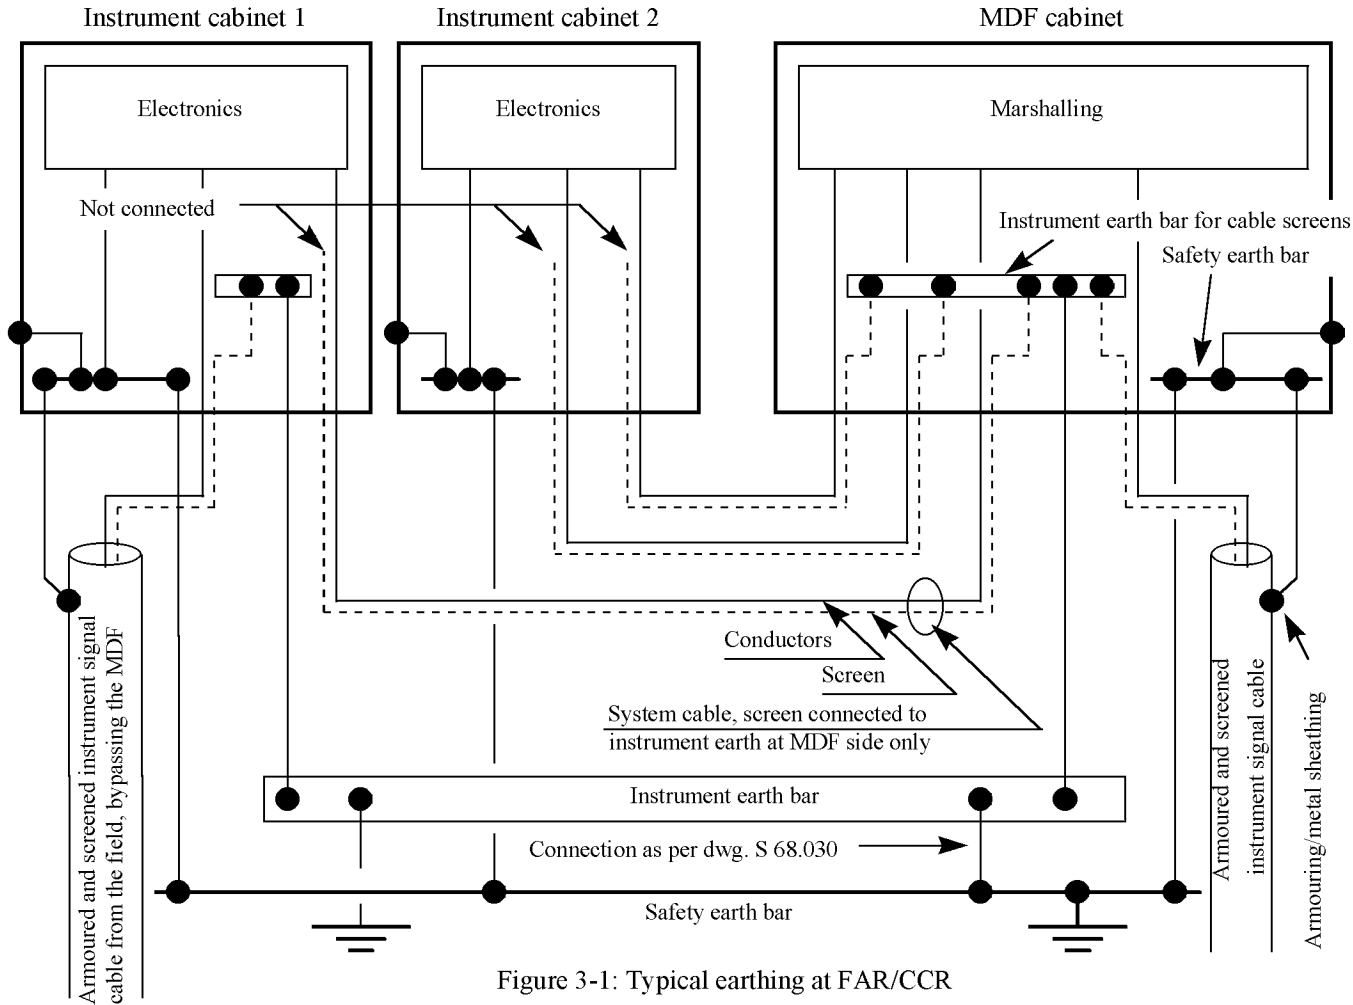 Instrument cabinet 1
Instrument cabinet 2
MDF cabinet
Electronics
Electronics
Marshalling
Not connected
Instrument earth bar for cable screens
Safety earth bar
Conductors
Screen
System cable, screen connected to
instrument earth at MDF side only
Armoured and screened instrument signal
cable from the field, bypassing the MDF
Armoured and screened
instrument signal cable
Armouring/metal sheathing
Instrument earth bar
Connection as per dwg. S 68.030
Safety earth bar
Figure 3-1: Typical earthing at FAR/CCR